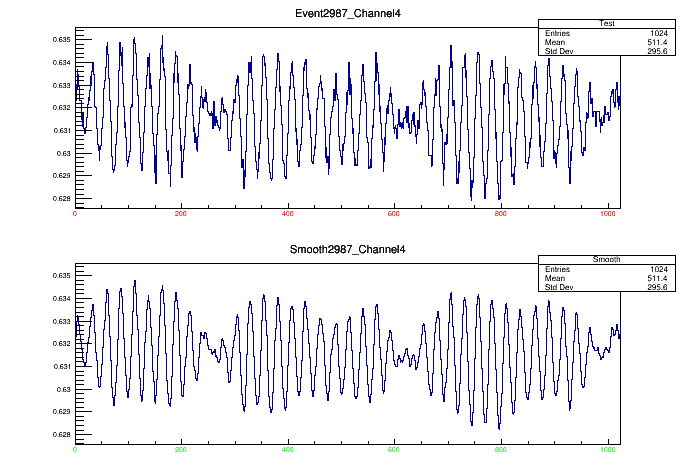 Event2987_Channel4
Test
Entries 1024
Mean 511.4
Std Dev 295.6
0.635
0.634
0.633
0.632
0.631
0.63
0.629
0.628
0 200 400 600 800 1000
Smooth2987_Channel4
Smooth
Entries 1024
Mean 511.4
Std Dev 295.6
0.635
0.634
0.633
0.632
0.631
0.63
0.629
0.628
0 200 400 600 800 1000